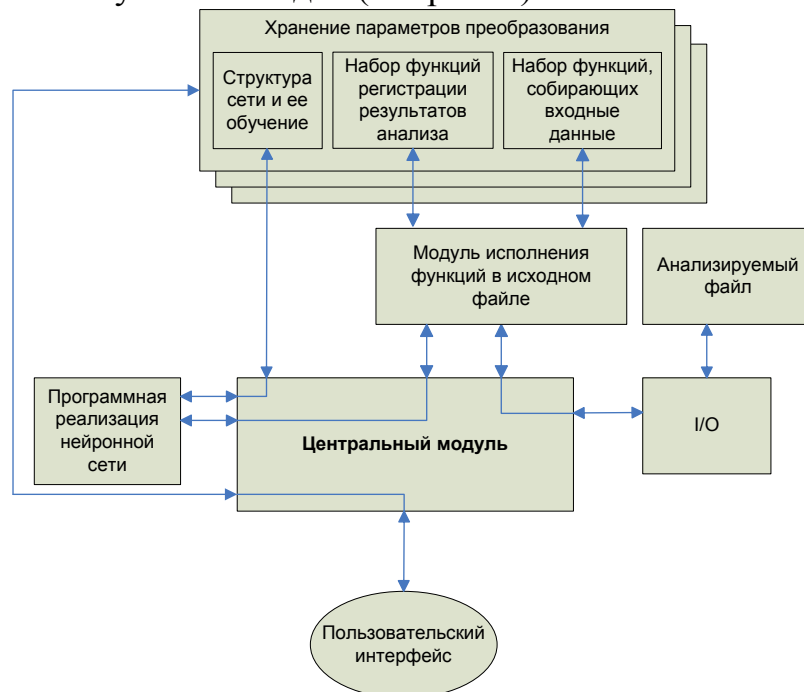 Хранение параметров преобразования
Структура
сети и ее
обучение
Набор функций
регистрации
результатов
анализа
Набор функций,
собирающих
входные
данные
Модуль исполнения
функций в исходном
файле
Анализируемый
файл
Программная
реализация
нейронной
сети
Центральный модуль
I/O
Пользовательский
интерфейс